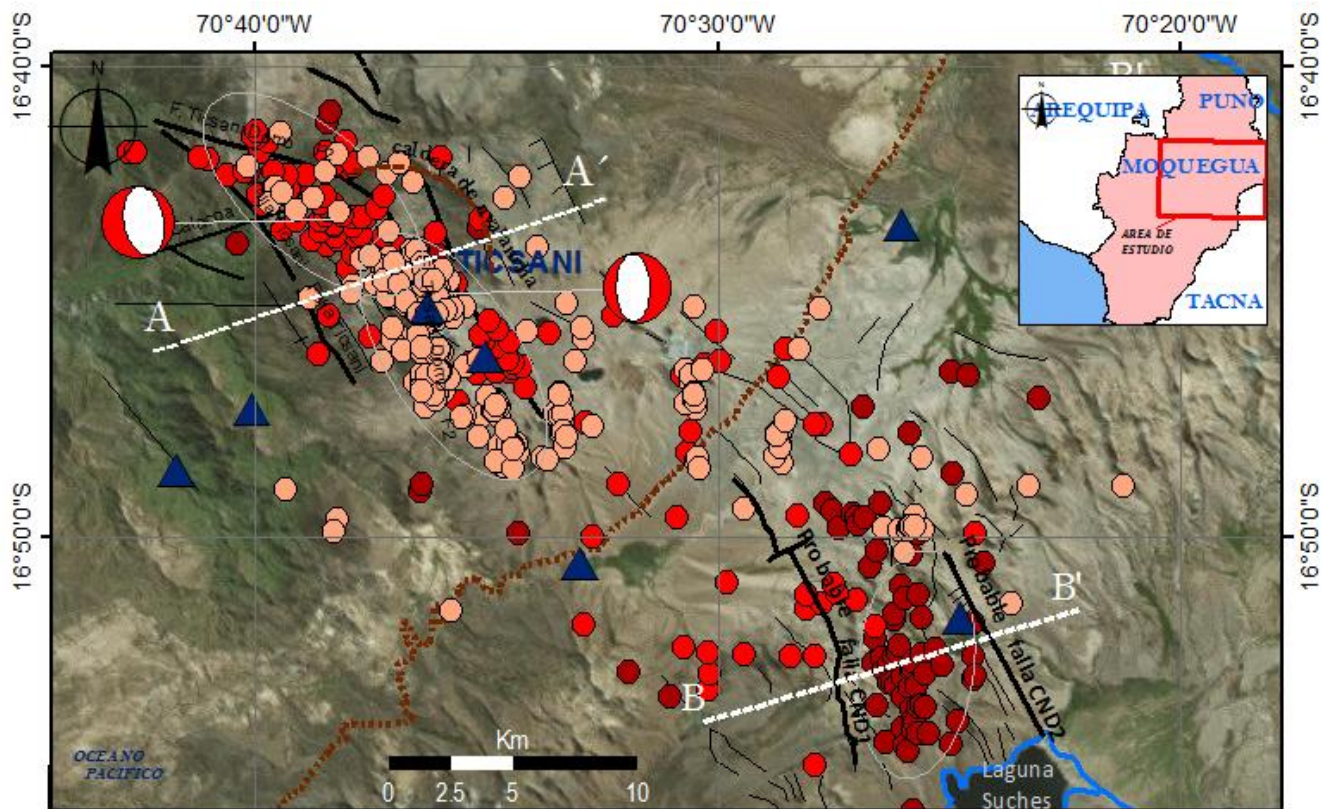 70°40'0"W
70°30'0"W
70°20'0"W
16°40'0"S
16°40'0"S
N
B'
AREQUIPA
PUNO
MOQUEGUA
AREA DE
ESTUDIO
TACNA
caldera de
A´
TICSANI
A
16°50'0"S
16°50'0"S
Probable falla CND1
Probable falla CND2
B'
B
Km
0 2.5 5 10
OCEANO
PACIFICO
Laguna
Suches